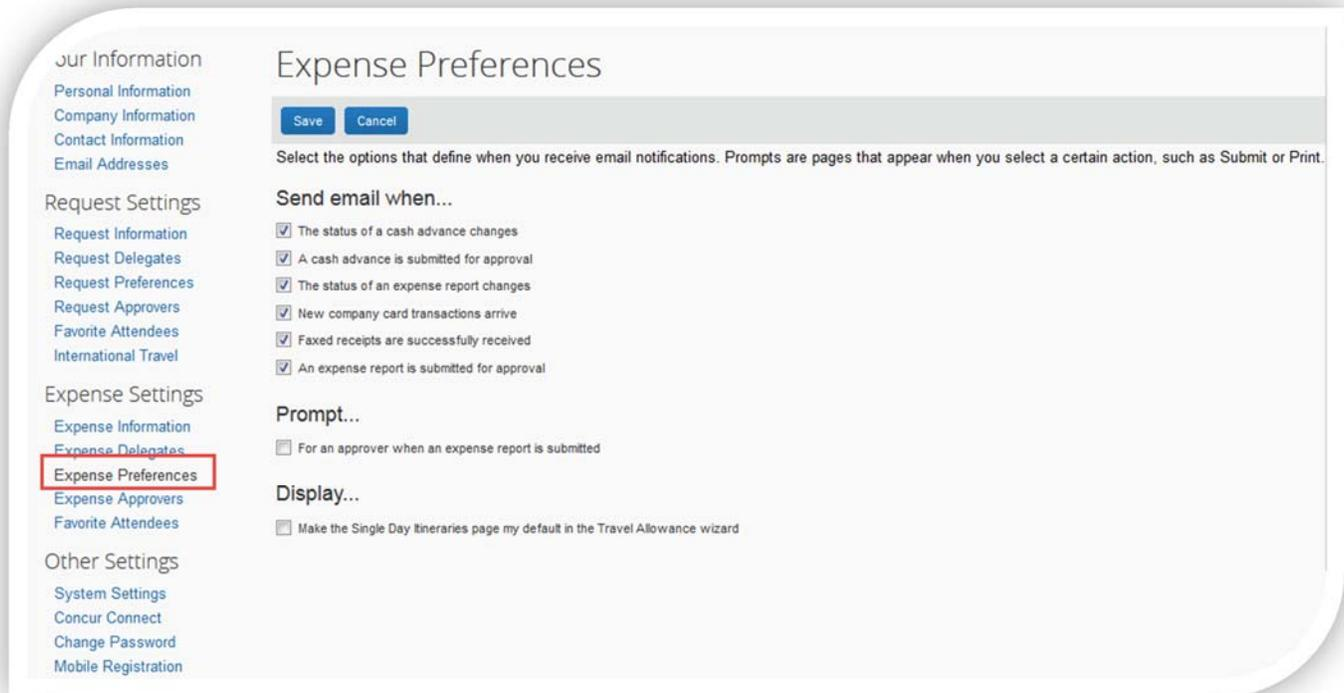 our Information
Personal Information
Company Information
Contact Information
Email Addresses
Request Settings
Request Information
Request Delegates
Request Preferences
Request Approvers
Favorite Attendees
International Travel
Expense Settings
Expense Information
Expense Delegates
Expense Preferences
Expense Approvers
Favorite Attendees
Other Settings
System Settings
Concur Connect
Change Password
Mobile Registration
Expense Preferences
Save Cancel
Select the options that define when you receive email notifications. Prompts are pages that appear when you select a certain action, such as Submit or Print.
Send email when...
The status of a cash advance changes
A cash advance is submitted for approval
The status of an expense report changes
New company card transactions arrive
Faxed receipts are successfully received
An expense report is submitted for approval
Prompt...
For an approver when an expense report is submitted
Display...
Make the Single Day Itineraries page my default in the Travel Allowance wizard